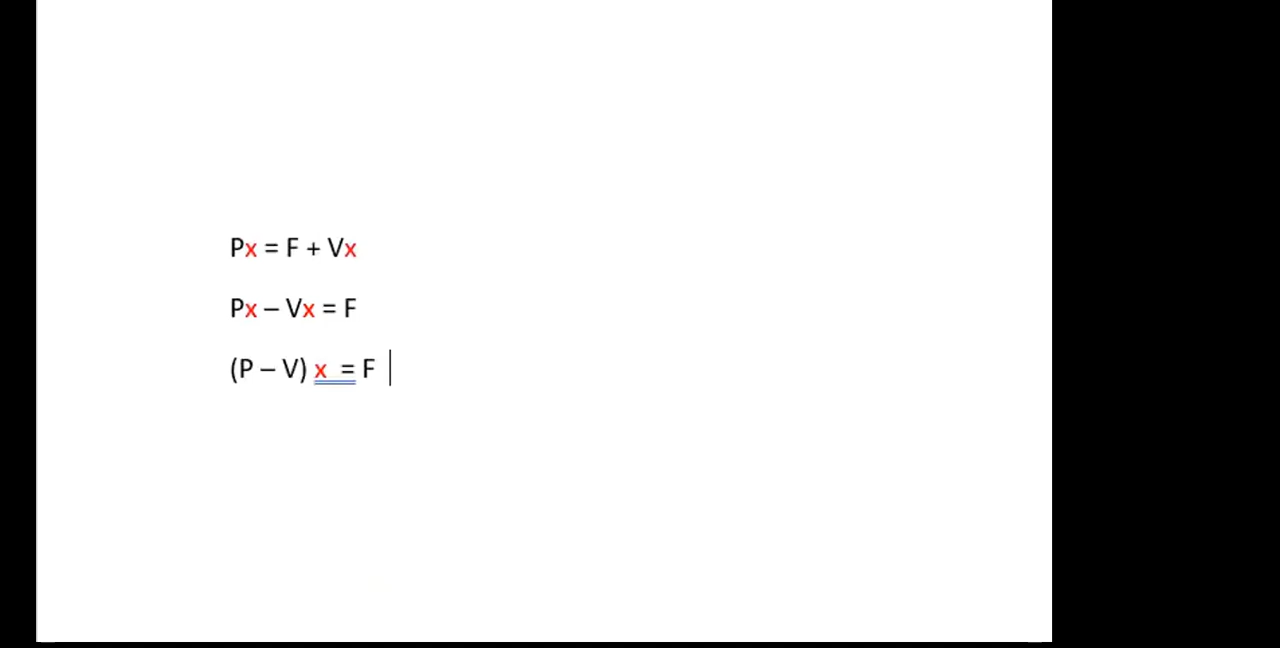 Px = F + Vx
Px – Vx = F
(P – V) x  = F